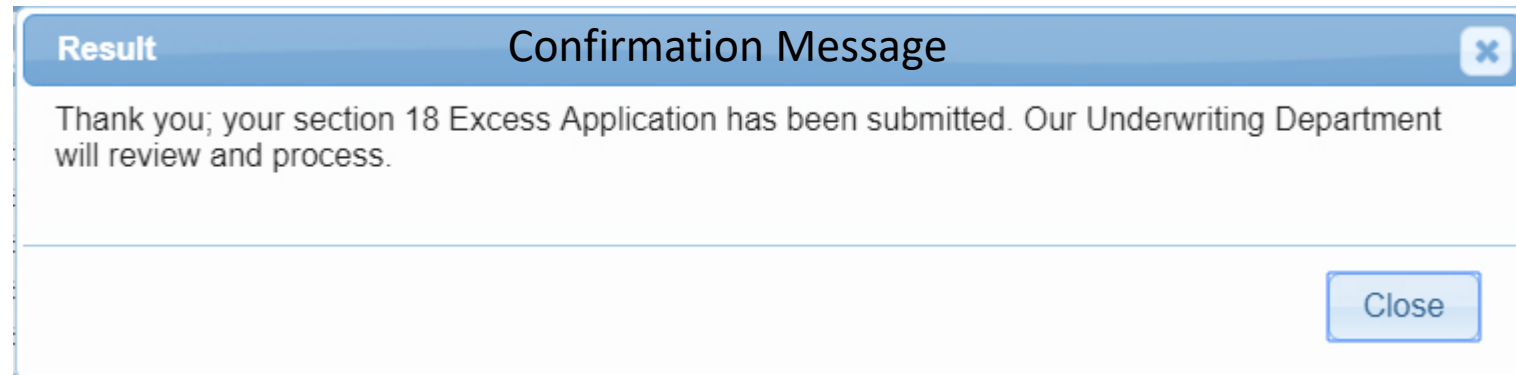 Result
Confirmation Message
Thank you; your section 18 Excess Application has been submitted. Our Underwriting Department
will review and process.
Close